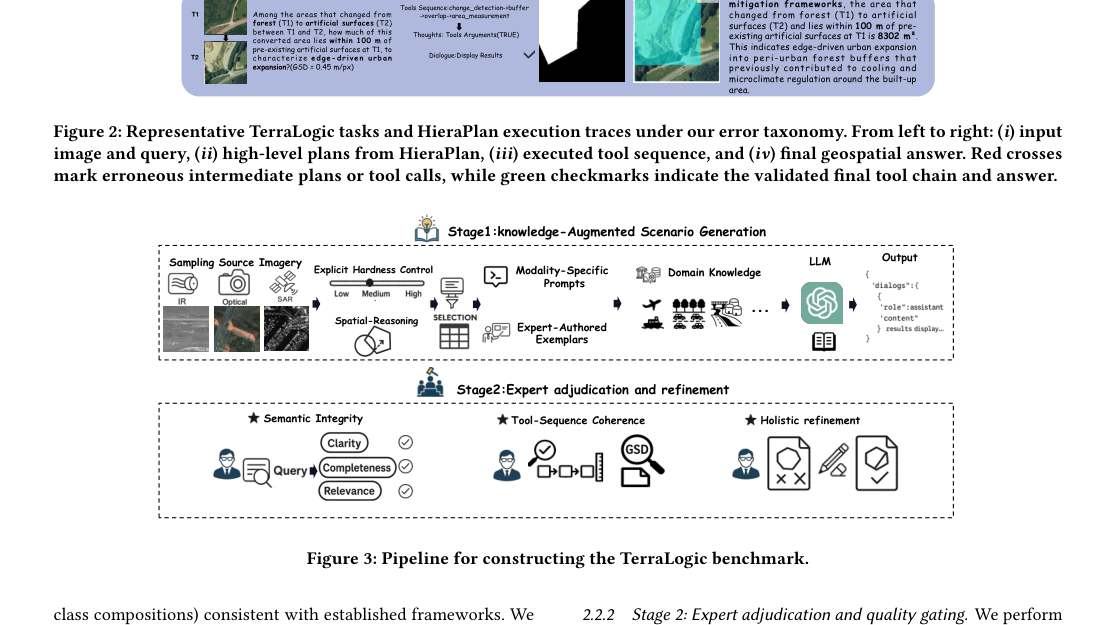 T1
T2
Among the areas that changed from
forest (T1) to artificial surfaces (T2)
between T1 and T2, how much of this
converted area lies within 100 m of
pre-existing artificial surfaces at T1, to
characterize edge-driven urban
expansion?(GSD = 0.45 m/px)
Tools Sequence:change_detection->buffer
->overlap->area_measurement
Thoughts: Tools Arguments(TRUE)
Dialogue:Display Results
mitigation frameworks, the area that
changed from forest (T1) to artificial
surfaces (T2) and lies within 100 m of pre-
existing artificial surfaces at T1 is 8302 m².
This indicates edge-driven urban expansion
into peri-urban forest buffers that
previously contributed to cooling and
microclimate regulation around the built-up
area.
Figure 2: Representative TerraLogic tasks and HieraPlan execution traces under our error taxonomy. From left to right: (i) input
image and query, (ii) high-level plans from HieraPlan, (iii) executed tool sequence, and (iv) final geospatial answer. Red crosses
mark erroneous intermediate plans or tool calls, while green checkmarks indicate the validated final tool chain and answer.
Stage1:knowledge-Augmented Scenario Generation
Sampling Source Imagery
IR
Optical
SAR
Explicit Hardness Control
Low Medium High
Spatial-Reasoning
SELECTION
Modality-Specific
Prompts
Expert-Authored
Exemplars
Domain Knowledge
...
LLM
Output
{
'dialogs":{
{
'role":assistant
'content"
} results display...
}
Stage2:Expert adjudication and refinement
★ Semantic Integrity
Query
Clarity
Completeness
Relevance
★ Tool-Sequence Coherence
GSD
★ Holistic refinement
Figure 3: Pipeline for constructing the TerraLogic benchmark.
class compositions) consistent with established frameworks. We
2.2.2 Stage 2: Expert adjudication and quality gating. We perform